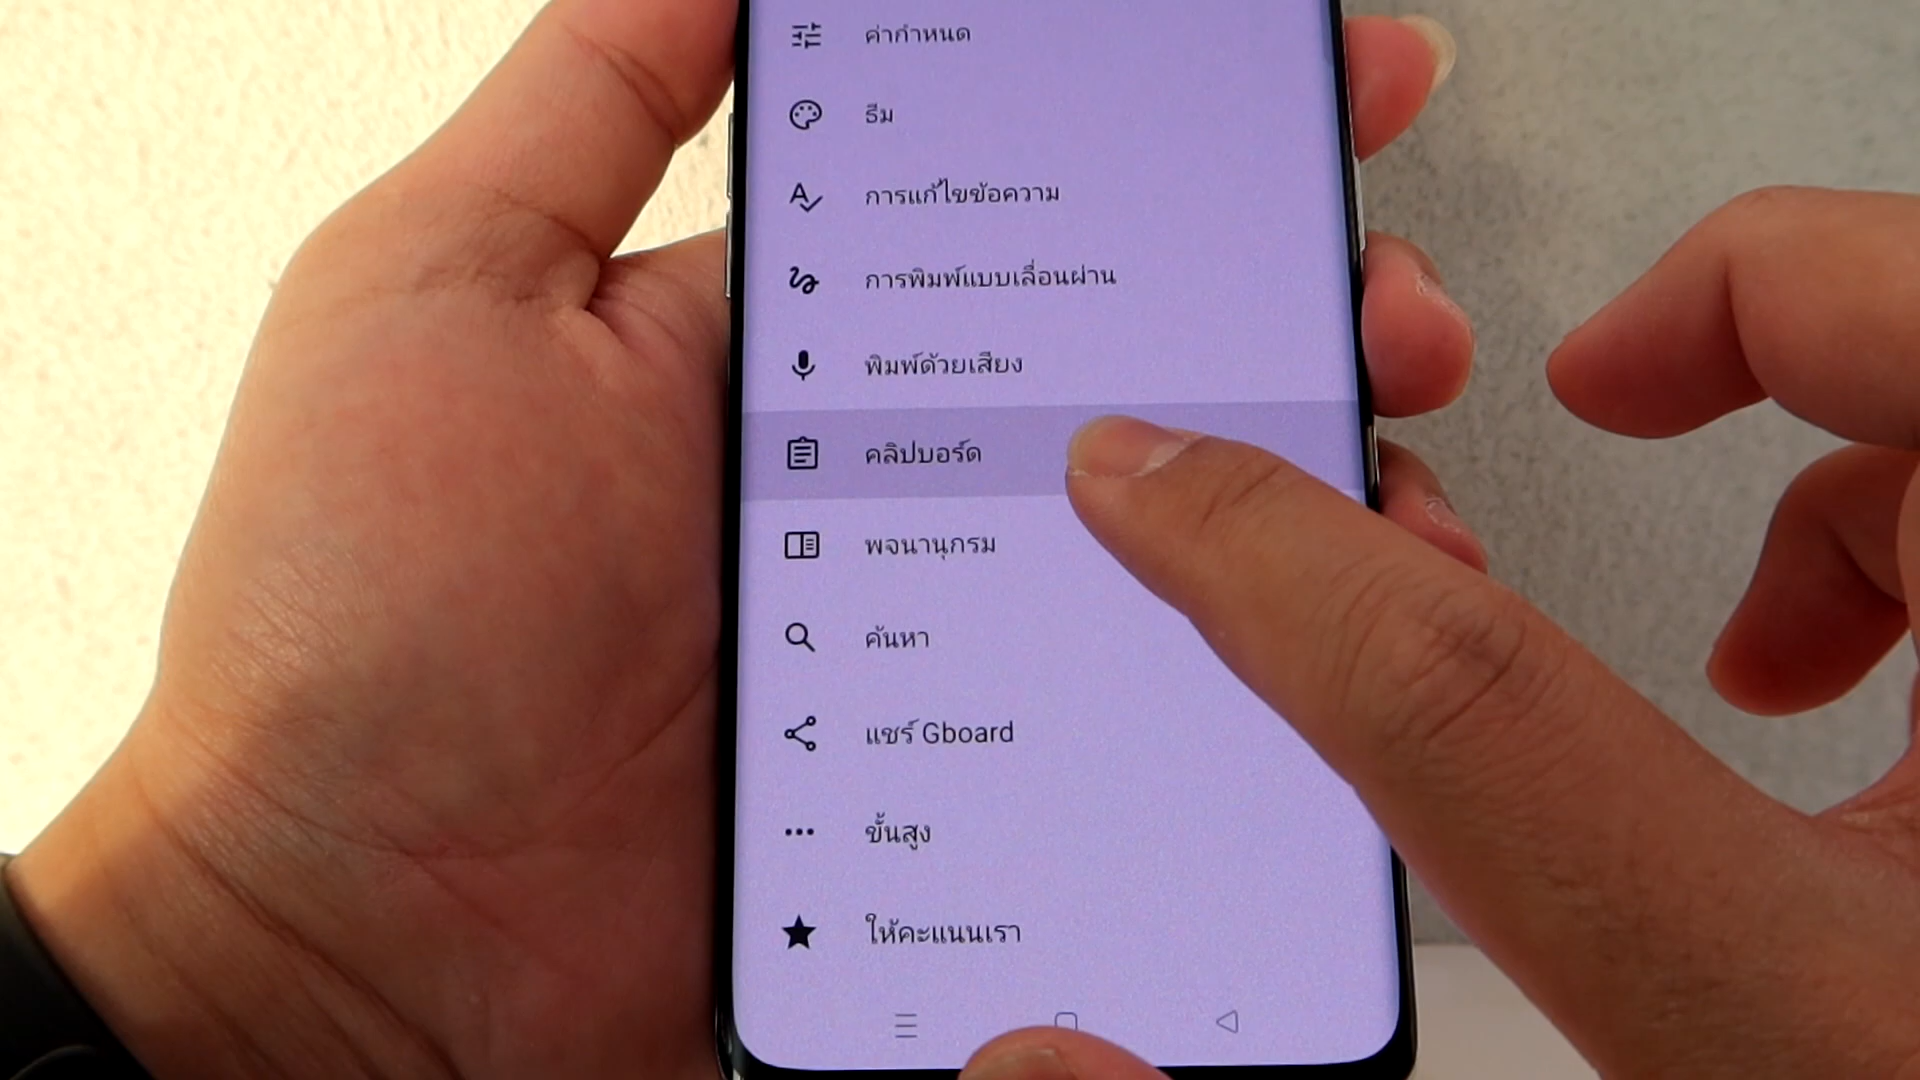 ค่ากำหนด
ธีม
การแก้ไขข้อความ
การพิมพ์แบบเลื่อนผ่าน
พิมพ์ด้วยเสียง
คลิปบอร์ด
พจนานุกรม
ค้นหา
แชร์ Gboard
ขั้นสูง
ให้คะแนนเรา